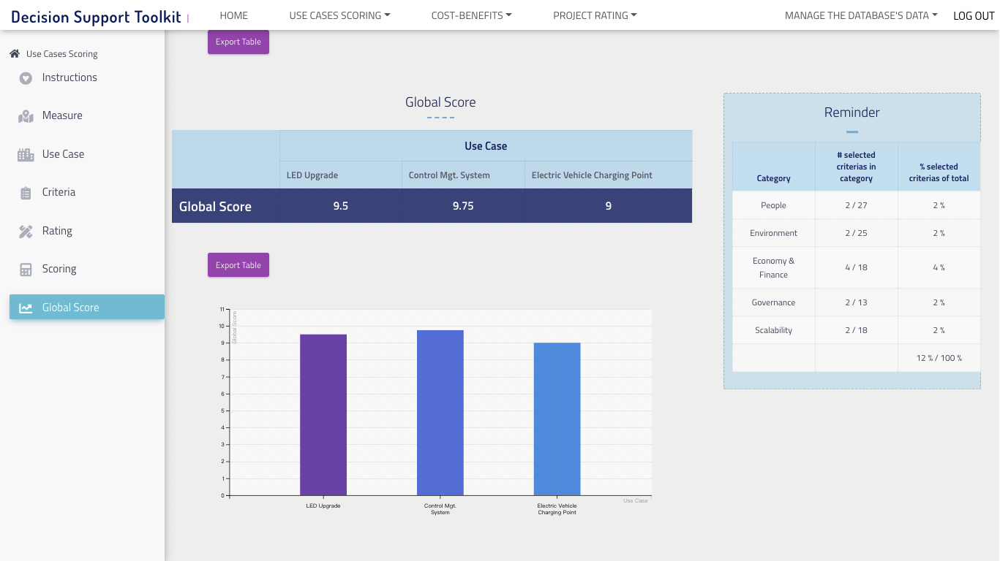 Decision Support Toolkit |
HOME
USE CASES SCORING
COST-BENEFITS
PROJECT RATING
MANAGE THE DATABASE'S DATA
LOG OUT
Use Cases Scoring
Instructions
Measure
Use Case
Criteria
Rating
Scoring
Global Score
Export Table
Global Score
Use Case
LED Upgrade Control Mgt. System Electric Vehicle Charging Point
Global Score 9.5 9.75 9
Export Table
11
10
9
8
7
6
5
4
3
2
1
0
Global Score
LED Upgrade
Control Mgt.
System
Electric Vehicle
Charging Point
Use Case
Reminder
Category
# selected
criterias in
category
% selected
criterias of total
People 2 / 27 2 %
Environment 2 / 25 2 %
Economy &
Finance
4 / 18 4 %
Governance 2 / 13 2 %
Scalability 2 / 18 2 %
12 % / 100 %